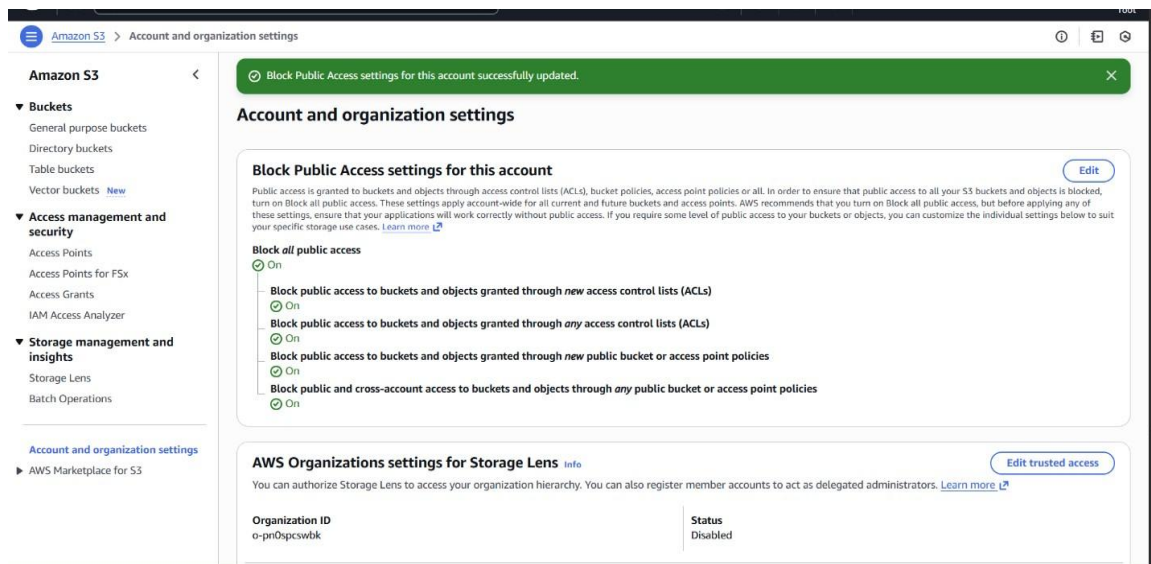 Amazon S3 > Account and organization settings
Amazon S3
Buckets
General purpose buckets
Directory buckets
Table buckets
Vector buckets New
Access management and
security
Access Points
Access Points for FSx
Access Grants
IAM Access Analyzer
Storage management and
insights
Storage Lens
Batch Operations
Account and organization settings
AWS Marketplace for S3
Block Public Access settings for this account successfully updated.
Account and organization settings
Block Public Access settings for this account
Edit
Public access is granted to buckets and objects through access control lists (ACLs), bucket policies, access point policies or all. In order to ensure that public access to all your S3 buckets and objects is blocked,
turn on Block all public access. These settings apply account-wide for all current and future buckets and access points. AWS recommends that you turn on Block all public access, but before applying any of
these settings, ensure that your applications will work correctly without public access. If you require some level of public access to your buckets or objects, you can customize the individual settings below to suit
your specific storage use cases. Learn more
Block all public access
On
Block public access to buckets and objects granted through new access control lists (ACLs)
On
Block public access to buckets and objects granted through any access control lists (ACLs)
On
Block public access to buckets and objects granted through new public bucket or access point policies
On
Block public and cross-account access to buckets and objects through any public bucket or access point policies
On
AWS Organizations settings for Storage Lens Info
Edit trusted access
You can authorize Storage Lens to access your organization hierarchy. You can also register member accounts to act as delegated administrators. Learn more
Organization ID
o-pn0spcswbk
Status
Disabled